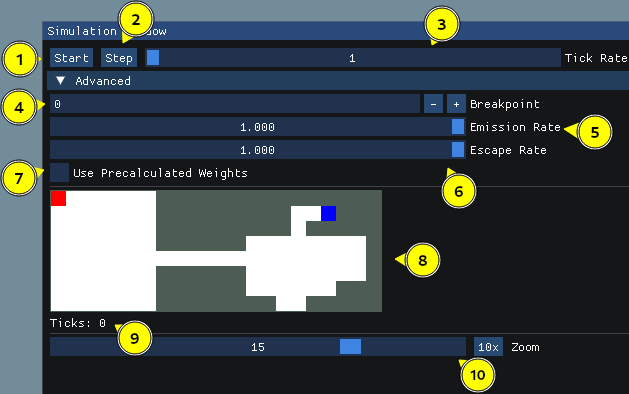 Simulation dow
2
3
1
Start Step 1 Tick Rate
▼ Advanced
4
0 - + Breakpoint
1.000 Emission Rate
5
1.000 Escape Rate
7
Use Precalculated Weights
6
8
Ticks: 0
9
15 10x Zoom
10